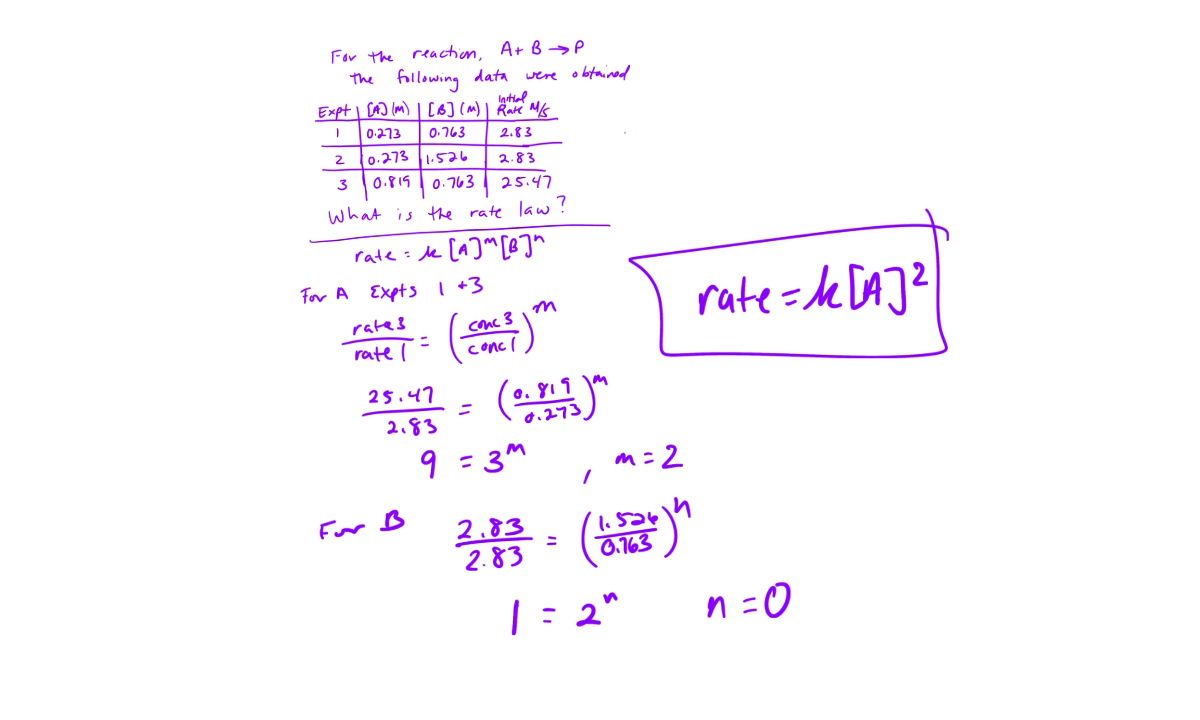 For the reaction, A + B → P
the following data were obtained
Expt | [A] (M) | [B] (M) | Initial Rate M/s
1 | 0.273 | 0.763 | 2.83
2 | 0.273 | 1.526 | 2.83
3 | 0.819 | 0.763 | 25.47
What is the rate law?
rate = k [A]^m [B]^n
For A Expts 1 + 3
rate 3 / rate 1 = (conc 3 / conc 1)^m
25.47 / 2.83 = (0.819 / 0.273)^m
9 = 3^m , m = 2
For B 2.83 / 2.83 = (1.526 / 0.763)^n
1 = 2^n n = 0
rate = k [A]^2